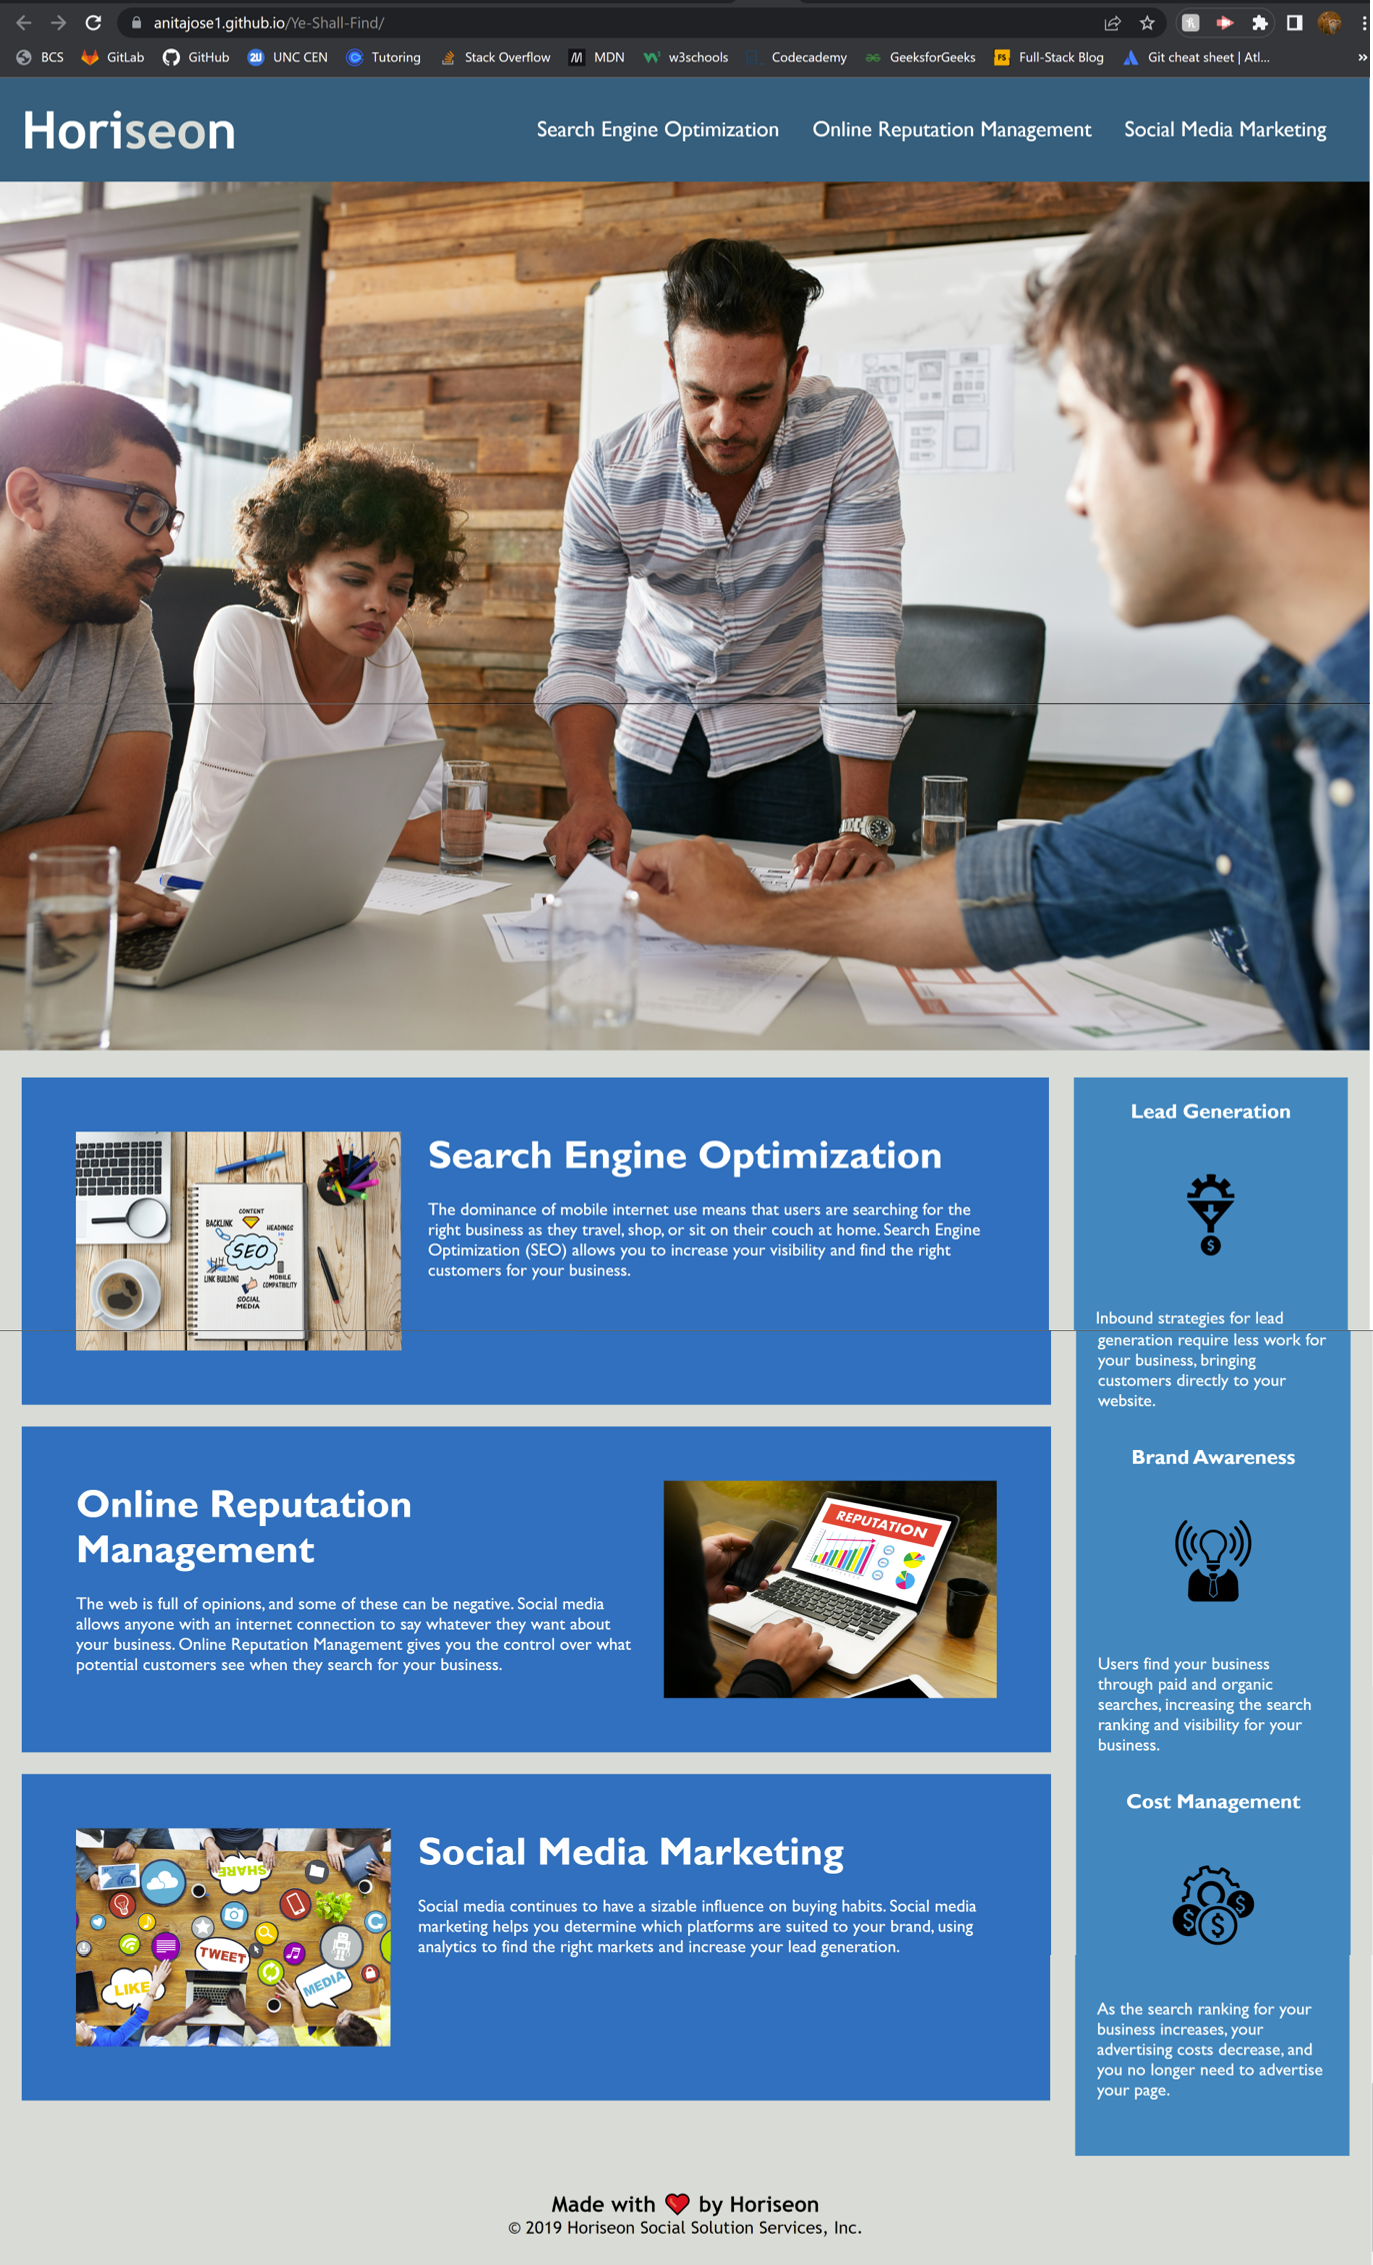 anitajose1.github.io/Ye-Shall-Find/
BCS GitLab GitHub UNC CEN Tutoring Stack Overflow MDN w3schools Codecademy GeeksforGeeks Full-Stack Blog Git cheat sheet | Atl...
Horiseon
Search Engine Optimization Online Reputation Management Social Media Marketing
Search Engine Optimization
The dominance of mobile internet use means that users are searching for the
right business as they travel, shop, or sit on their couch at home. Search Engine
Optimization (SEO) allows you to increase your visibility and find the right
customers for your business.
CONTENT
BACKLINK
HEADINGS
SEO
LINK BUILDING
MOBILE
COMPATIBILITY
SOCIAL
MEDIA
Online Reputation
Management
The web is full of opinions, and some of these can be negative. Social media
allows anyone with an internet connection to say whatever they want about
your business. Online Reputation Management gives you the control over what
potential customers see when they search for your business.
REPUTATION
Social Media Marketing
Social media continues to have a sizable influence on buying habits. Social media
marketing helps you determine which platforms are suited to your brand, using
analytics to find the right markets and increase your lead generation.
SHARE
TWEET
LIKE
MEDIA
Lead Generation
$
Inbound strategies for lead
generation require less work for
your business, bringing
customers directly to your
website.
Brand Awareness
Users find your business
through paid and organic
searches, increasing the search
ranking and visibility for your
business.
Cost Management
$ $ $
As the search ranking for your
business increases, your
advertising costs decrease, and
you no longer need to advertise
your page.
Made with ❤️ by Horiseon
© 2019 Horiseon Social Solution Services, Inc.